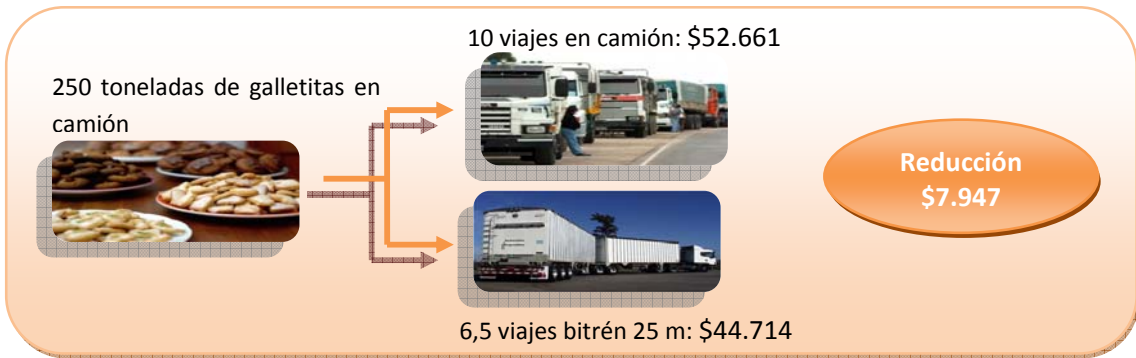 10 viajes en camión: $52.661
250 toneladas de galletitas en
camión
Reducción
$7.947
6,5 viajes bitrén 25 m: $44.714